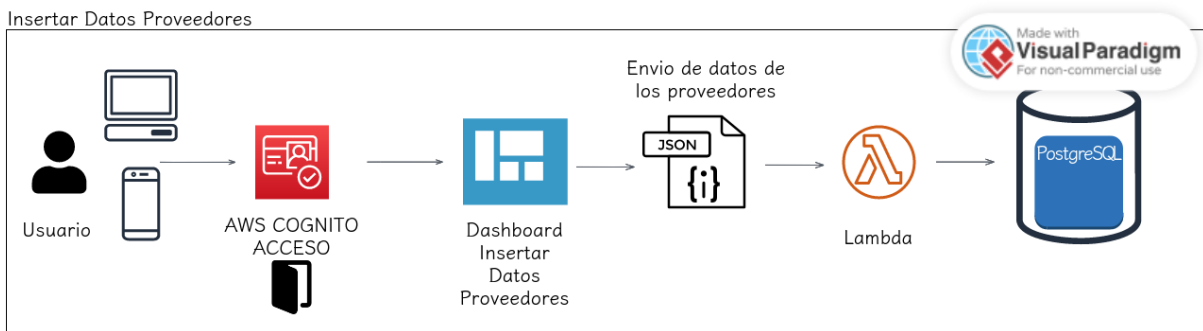 Insertar Datos Proveedores
Made with
Visual Paradigm
For non-commercial use
Envio de datos de
los proveedores
JSON
{i}
PostgreSQL
Usuario
AWS COGNITO
ACCESO
Dashboard
Insertar
Datos
Proveedores
Lambda